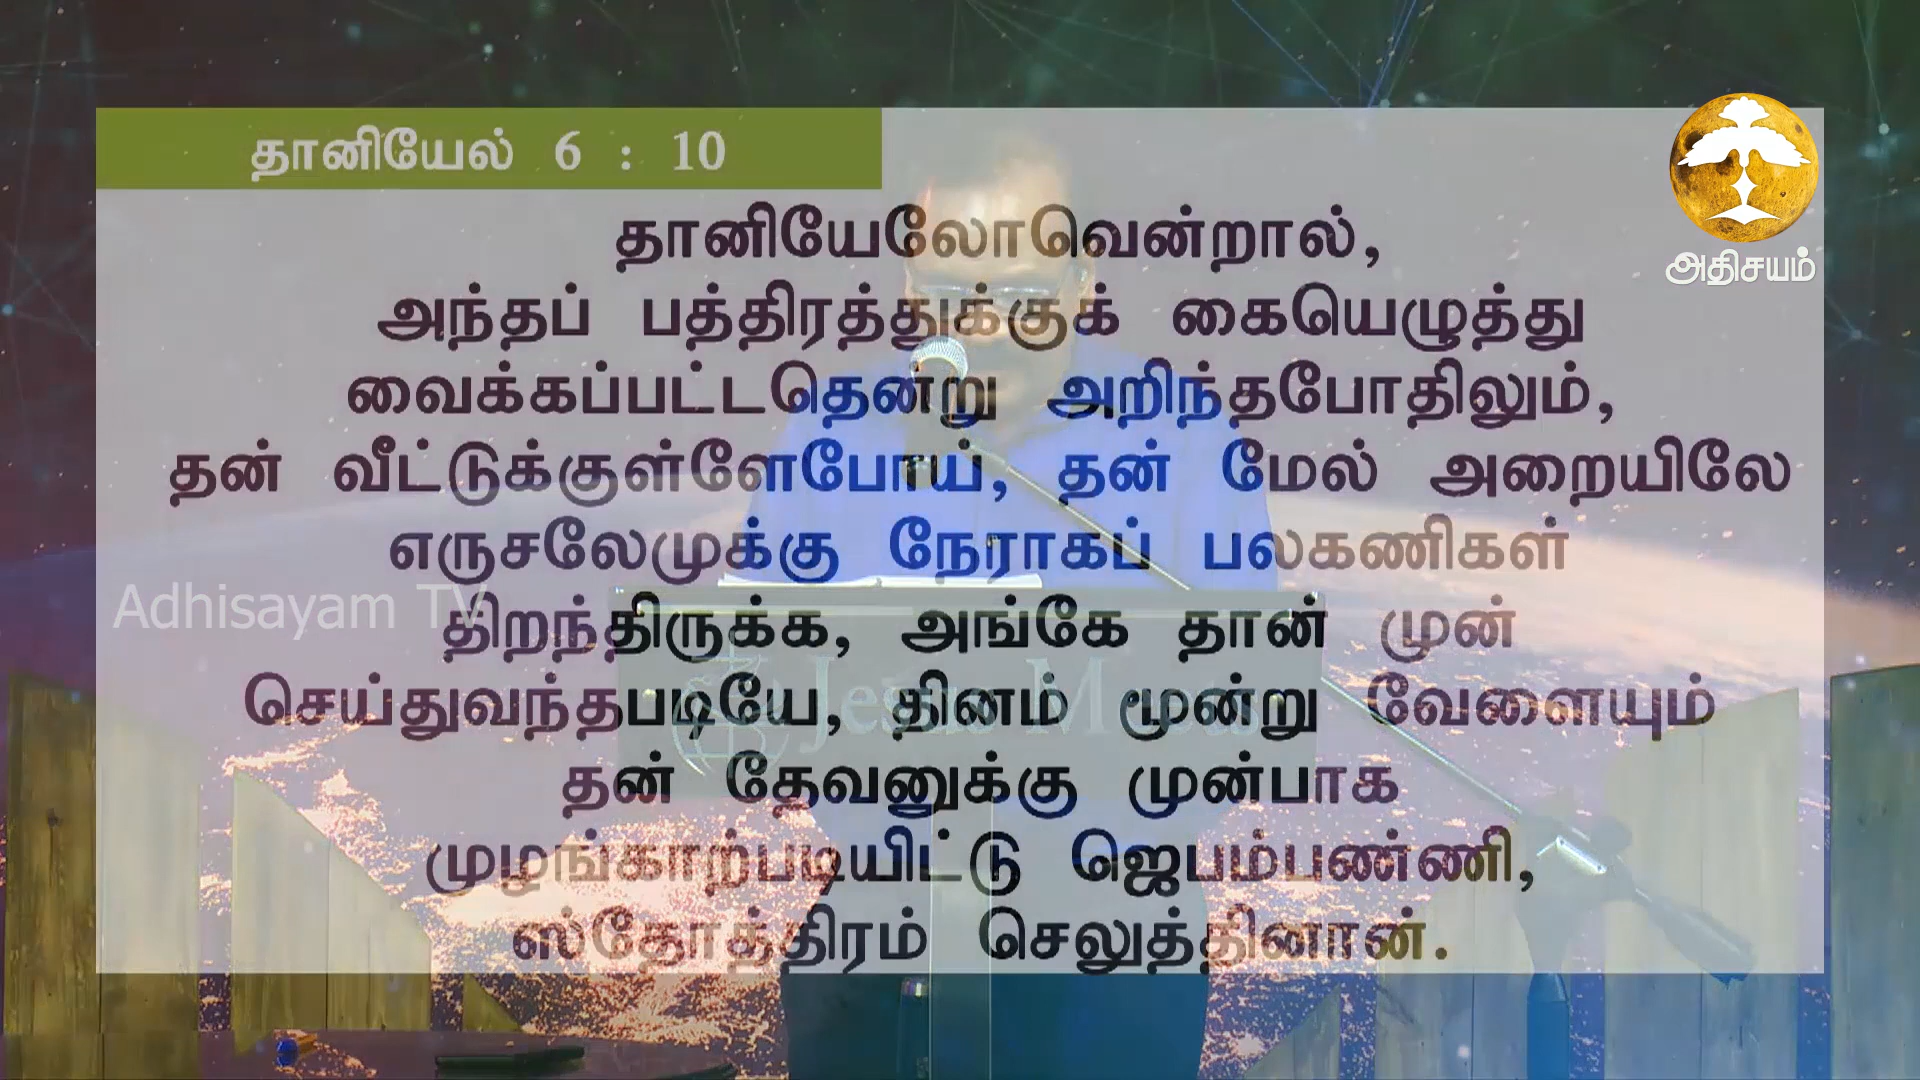 தானியேல் 6 : 10
அதிசயம்
தானியேலோவென்றால்,
அந்தப் பத்திரத்துக்குக் கையெழுத்து
வைக்கப்பட்டதென்று அறிந்தபோதிலும்,
தன் வீட்டுக்குள்ளேபோய், தன் மேல் அறையிலே
எருசலேமுக்கு நேராகப் பலகணிகள்
Adhisayam TV
திறந்திருக்க, அங்கே தான் முன்
செய்துவந்தபடியே, தினம் மூன்று வேளையும்
Jesus
தன் தேவனுக்கு முன்பாக
முழங்காற்படியிட்டு ஜெபம்பண்ணி,
ஸ்தோத்திரம் செலுத்தினான்.